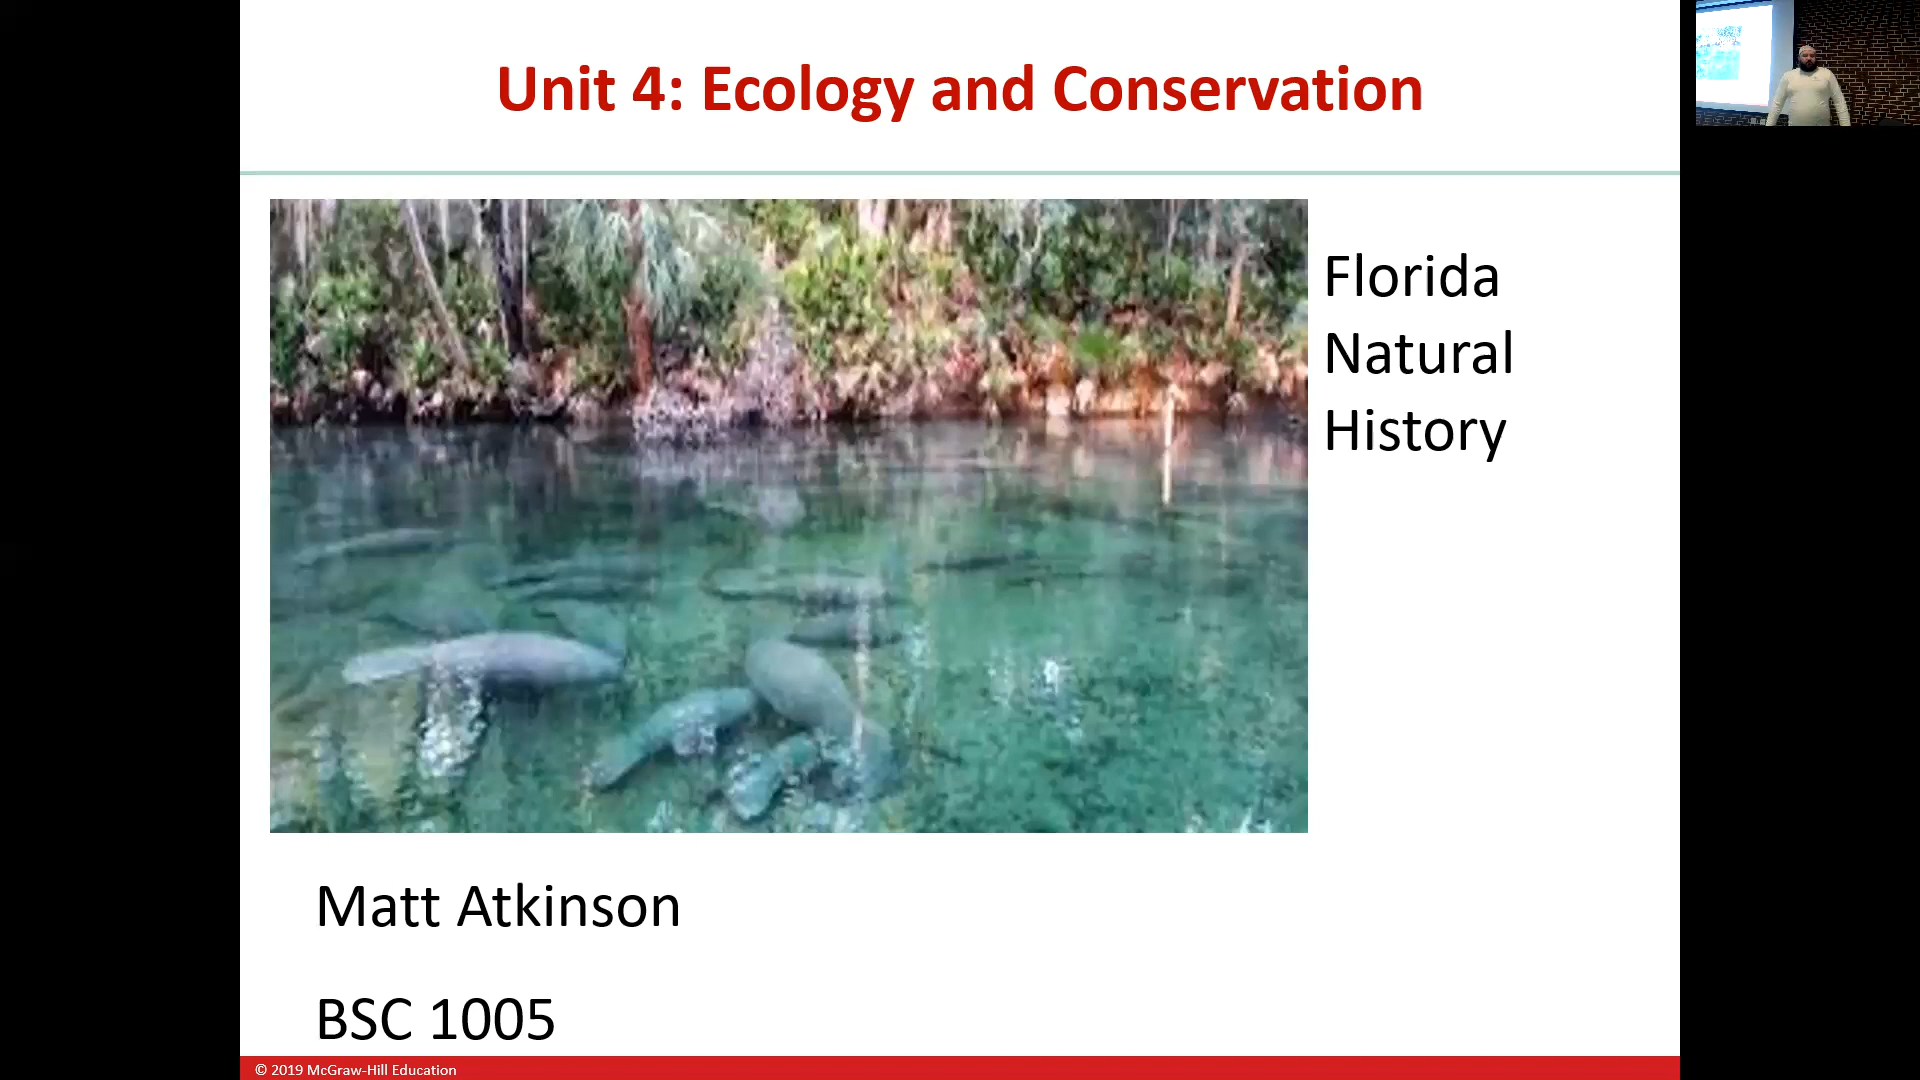 Unit 4: Ecology and Conservation
Florida
Natural
History
Matt Atkinson
BSC 1005
© 2019 McGraw-Hill Education